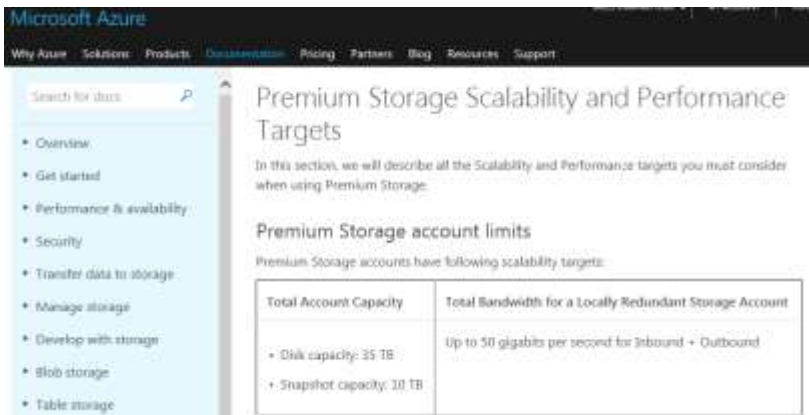 Microsoft Azure
Why Azure Solutions Products Documentation Pricing Partners Blog Resources Support
Search for docs
Premium Storage Scalability and Performance
Targets
In this section, we will describe all the Scalability and Performance targets you must consider
when using Premium Storage.
Premium Storage account limits
Premium Storage accounts have following scalability targets:
Total Account Capacity Total Bandwidth for a Locally Redundant Storage Account
• Disk capacity: 35 TB
• Snapshot capacity: 10 TB
Up to 50 gigabits per second for Inbound + Outbound
Overview
Get started
Performance & availability
Security
Transfer data to storage
Manage storage
Develop with storage
Blob storage
Table storage